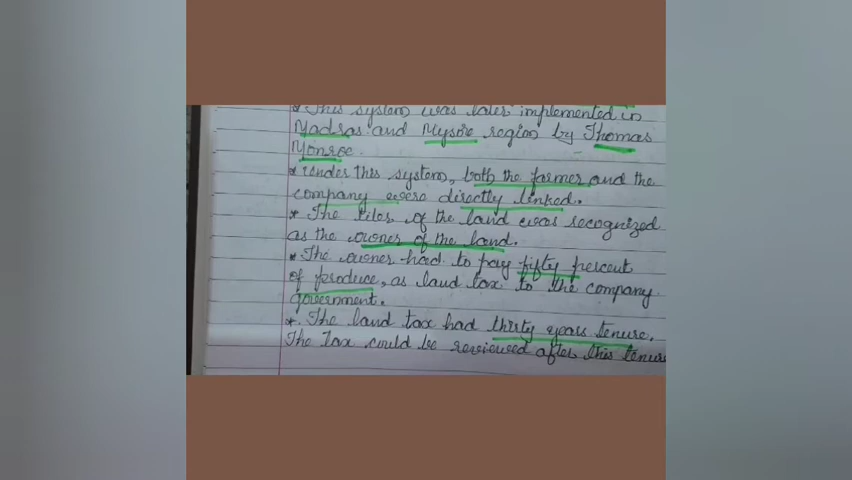 * This system was later implemented in
Madras and Mysore region by Thomas
Monroe.
* Under this system, both the farmer and the
company were directly linked.
* The tiler of the land was recognized
as the owner of the land.
* The owner had to pay fifty percent
of produce, as land tax to the company
government.
*. The land tax had thirty years tenure.
The Tax could be reviewed after this tenure